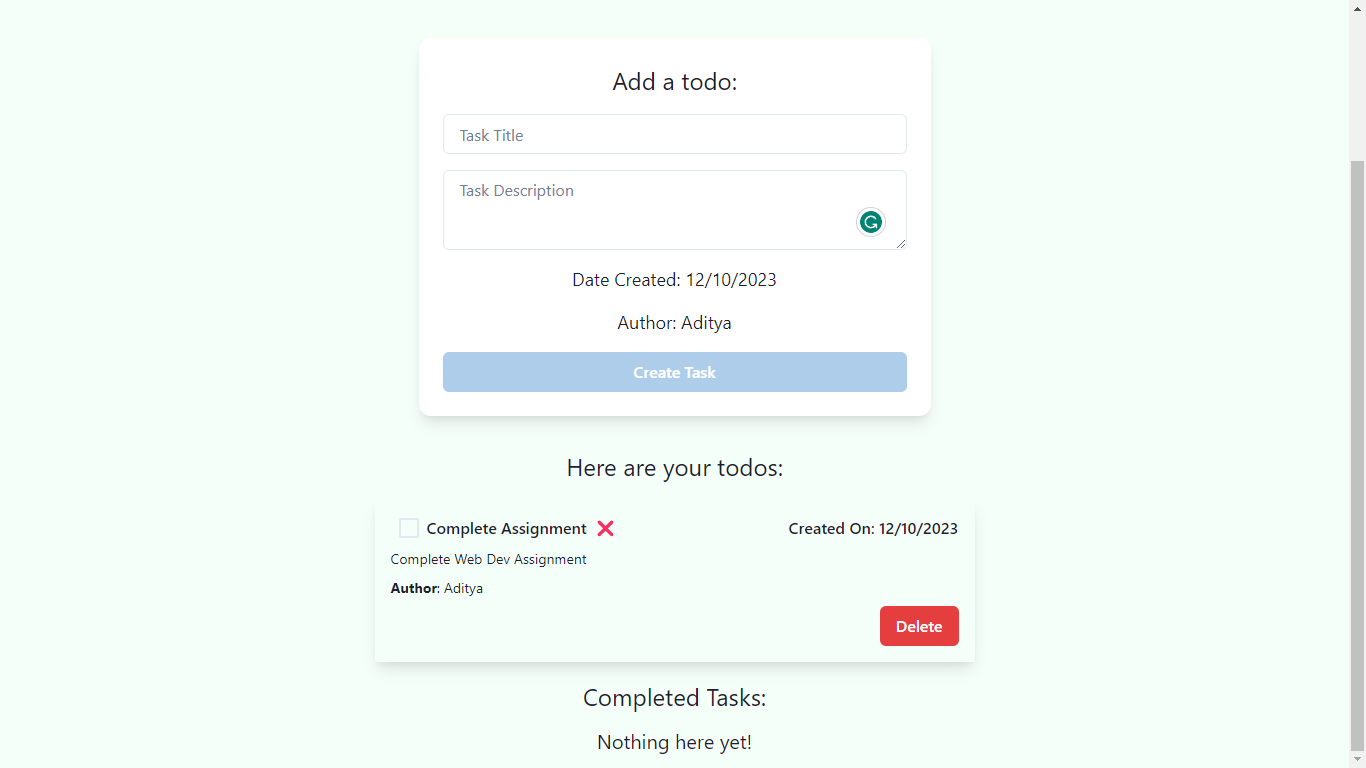 Add a todo:
Task Title
Task Description
Date Created: 12/10/2023
Author: Aditya
Create Task
Here are your todos:
Complete Assignment ❌ Created On: 12/10/2023
Complete Web Dev Assignment
Author: Aditya
Delete
Completed Tasks:
Nothing here yet!